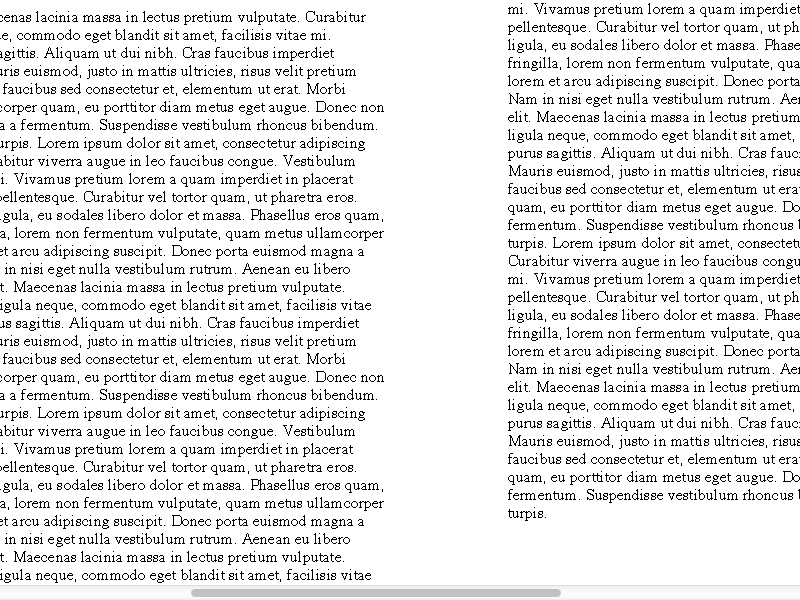 cenas lacinia massa in lectus pretium vulputate. Curabitur
e, commodo eget blandit sit amet, facilisis vitae mi.
agittis. Aliquam ut dui nibh. Cras faucibus imperdiet
uris euismod, justo in mattis ultricies, risus velit pretium
faucibus sed consectetur et, elementum ut erat. Morbi
corper quam, eu porttitor diam metus eget augue. Donec non
a a fermentum. Suspendisse vestibulum rhoncus bibendum.
urpis. Lorem ipsum dolor sit amet, consectetur adipiscing
abitur viverra augue in leo faucibus congue. Vestibulum
i. Vivamus pretium lorem a quam imperdiet in placerat
pellentesque. Curabitur vel tortor quam, ut pharetra eros.
igula, eu sodales libero dolor et massa. Phasellus eros quam,
a, lorem non fermentum vulputate, quam metus ullamcorper
et arcu adipiscing suscipit. Donec porta euismod magna a
in nisi eget nulla vestibulum rutrum. Aenean eu libero
t. Maecenas lacinia massa in lectus pretium vulputate.
igula neque, commodo eget blandit sit amet, facilisis vitae
us sagittis. Aliquam ut dui nibh. Cras faucibus imperdiet
uris euismod, justo in mattis ultricies, risus velit pretium
faucibus sed consectetur et, elementum ut erat. Morbi
corper quam, eu porttitor diam metus eget augue. Donec non
a a fermentum. Suspendisse vestibulum rhoncus bibendum.
urpis. Lorem ipsum dolor sit amet, consectetur adipiscing
abitur viverra augue in leo faucibus congue. Vestibulum
i. Vivamus pretium lorem a quam imperdiet in placerat
pellentesque. Curabitur vel tortor quam, ut pharetra eros.
igula, eu sodales libero dolor et massa. Phasellus eros quam,
a, lorem non fermentum vulputate, quam metus ullamcorper
et arcu adipiscing suscipit. Donec porta euismod magna a
in nisi eget nulla vestibulum rutrum. Aenean eu libero
t. Maecenas lacinia massa in lectus pretium vulputate.
igula neque, commodo eget blandit sit amet, facilisis vitae
mi. Vivamus pretium lorem a quam imperdiet
pellentesque. Curabitur vel tortor quam, ut ph
ligula, eu sodales libero dolor et massa. Phase
fringilla, lorem non fermentum vulputate, qua
lorem et arcu adipiscing suscipit. Donec porta
Nam in nisi eget nulla vestibulum rutrum. Aen
elit. Maecenas lacinia massa in lectus pretium
ligula neque, commodo eget blandit sit amet,
purus sagittis. Aliquam ut dui nibh. Cras fauc
Mauris euismod, justo in mattis ultricies, risus
faucibus sed consectetur et, elementum ut era
quam, eu porttitor diam metus eget augue. Do
fermentum. Suspendisse vestibulum rhoncus b
turpis. Lorem ipsum dolor sit amet, consectetu
Curabitur viverra augue in leo faucibus congue.
mi. Vivamus pretium lorem a quam imperdiet
pellentesque. Curabitur vel tortor quam, ut ph
ligula, eu sodales libero dolor et massa. Phase
fringilla, lorem non fermentum vulputate, qua
lorem et arcu adipiscing suscipit. Donec porta
Nam in nisi eget nulla vestibulum rutrum. Aen
elit. Maecenas lacinia massa in lectus pretium
ligula neque, commodo eget blandit sit amet,
purus sagittis. Aliquam ut dui nibh. Cras fauc
Mauris euismod, justo in mattis ultricies, risus
faucibus sed consectetur et, elementum ut era
quam, eu porttitor diam metus eget augue. Do
fermentum. Suspendisse vestibulum rhoncus b
turpis.